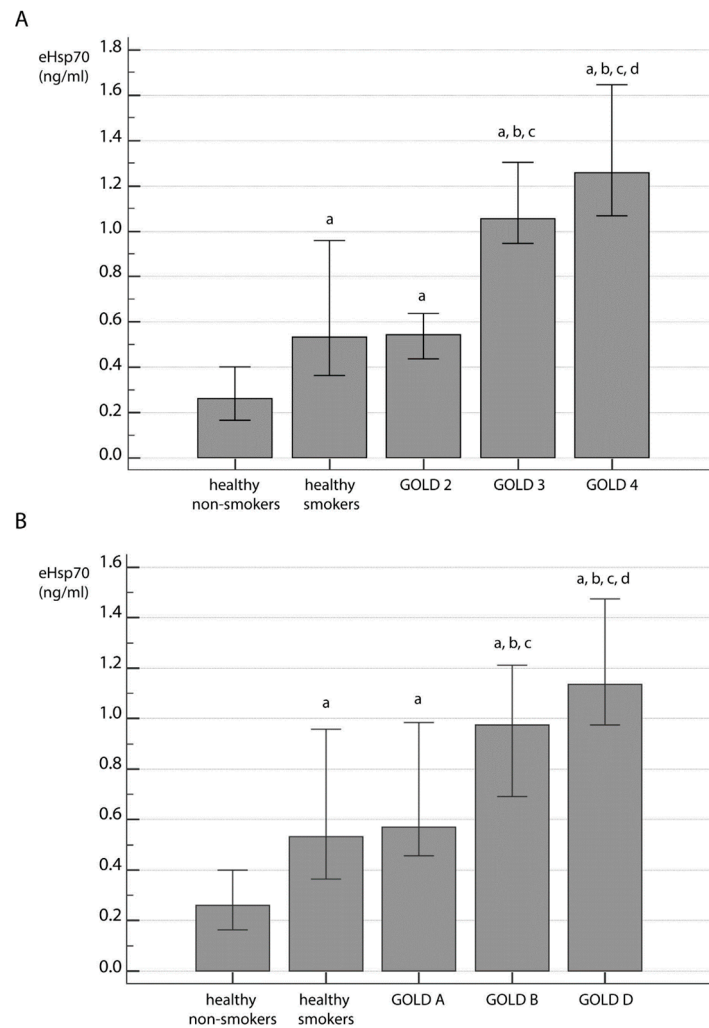 A
eHsp70
(ng/ml)
1.8
1.6
1.4
1.2
1.0
0.8
0.6
0.4
0.2
0.0
a
a
a, b, c
a, b, c, d
healthy
non-smokers
healthy
smokers
GOLD 2
GOLD 3
GOLD 4
B
eHsp70
(ng/ml)
1.6
1.4
1.2
1.0
0.8
0.6
0.4
0.2
0.0
a
a
a, b, c
a, b, c, d
healthy
non-smokers
healthy
smokers
GOLD A
GOLD B
GOLD D